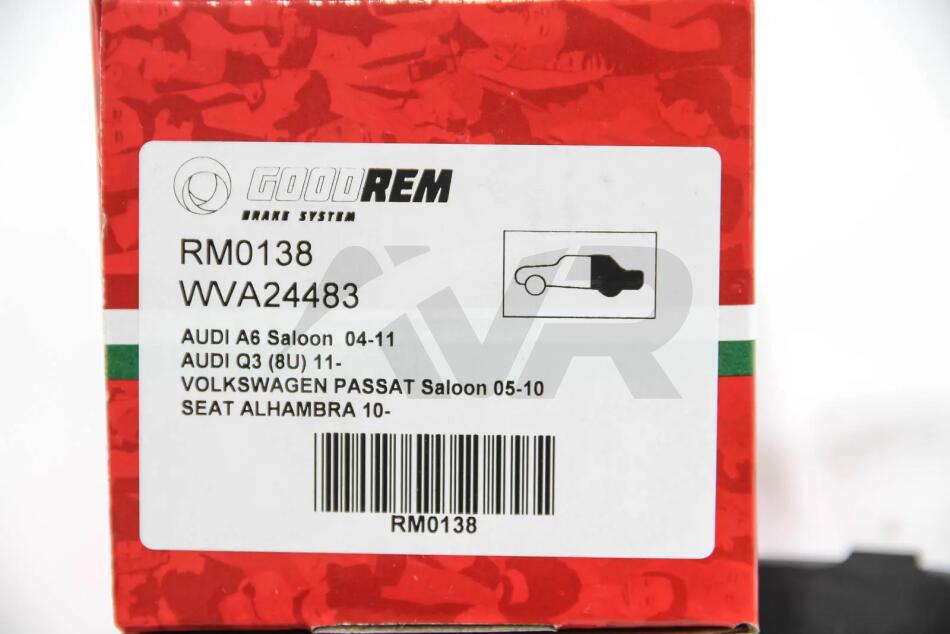 GOODREM
BRAKE SYSTEM
RM0138
WVA24483
AUDI A6 Saloon 04-11
AUDI Q3 (8U) 11-
VOLKSWAGEN PASSAT Saloon 05-10
SEAT ALHAMBRA 10-
RM0138
VR